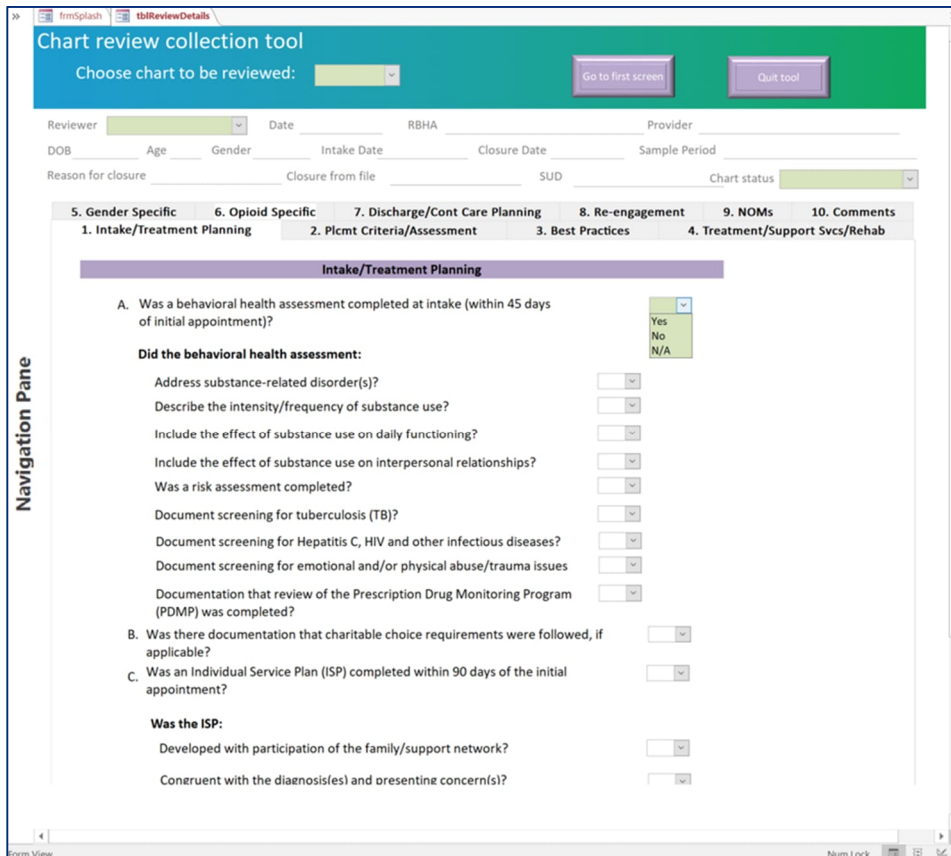 » frmSplash tblReviewDetails
Chart review collection tool
Choose chart to be reviewed:
Go to first screen Quit tool
Reviewer Date RBHA Provider
DOB Age Gender Intake Date Closure Date Sample Period
Reason for closure Closure from file SUD Chart status
5. Gender Specific 6. Opioid Specific 7. Discharge/Cont Care Planning 8. Re-engagement 9. NOMs 10. Comments
1. Intake/Treatment Planning 2. Plcmt Criteria/Assessment 3. Best Practices 4. Treatment/Support Svcs/Rehab
Intake/Treatment Planning
A. Was a behavioral health assessment completed at intake (within 45 days
of initial appointment)?
Yes
No
N/A
Did the behavioral health assessment:
Address substance-related disorder(s)?
Describe the intensity/frequency of substance use?
Include the effect of substance use on daily functioning?
Include the effect of substance use on interpersonal relationships?
Was a risk assessment completed?
Document screening for tuberculosis (TB)?
Document screening for Hepatitis C, HIV and other infectious diseases?
Document screening for emotional and/or physical abuse/trauma issues
Documentation that review of the Prescription Drug Monitoring Program
(PDMP) was completed?
B. Was there documentation that charitable choice requirements were followed, if
applicable?
C. Was an Individual Service Plan (ISP) completed within 90 days of the initial
appointment?
Was the ISP:
Developed with participation of the family/support network?
Congruent with the diagnosis(es) and presenting concern(s)?
Navigation Pane
Form View Num Lock